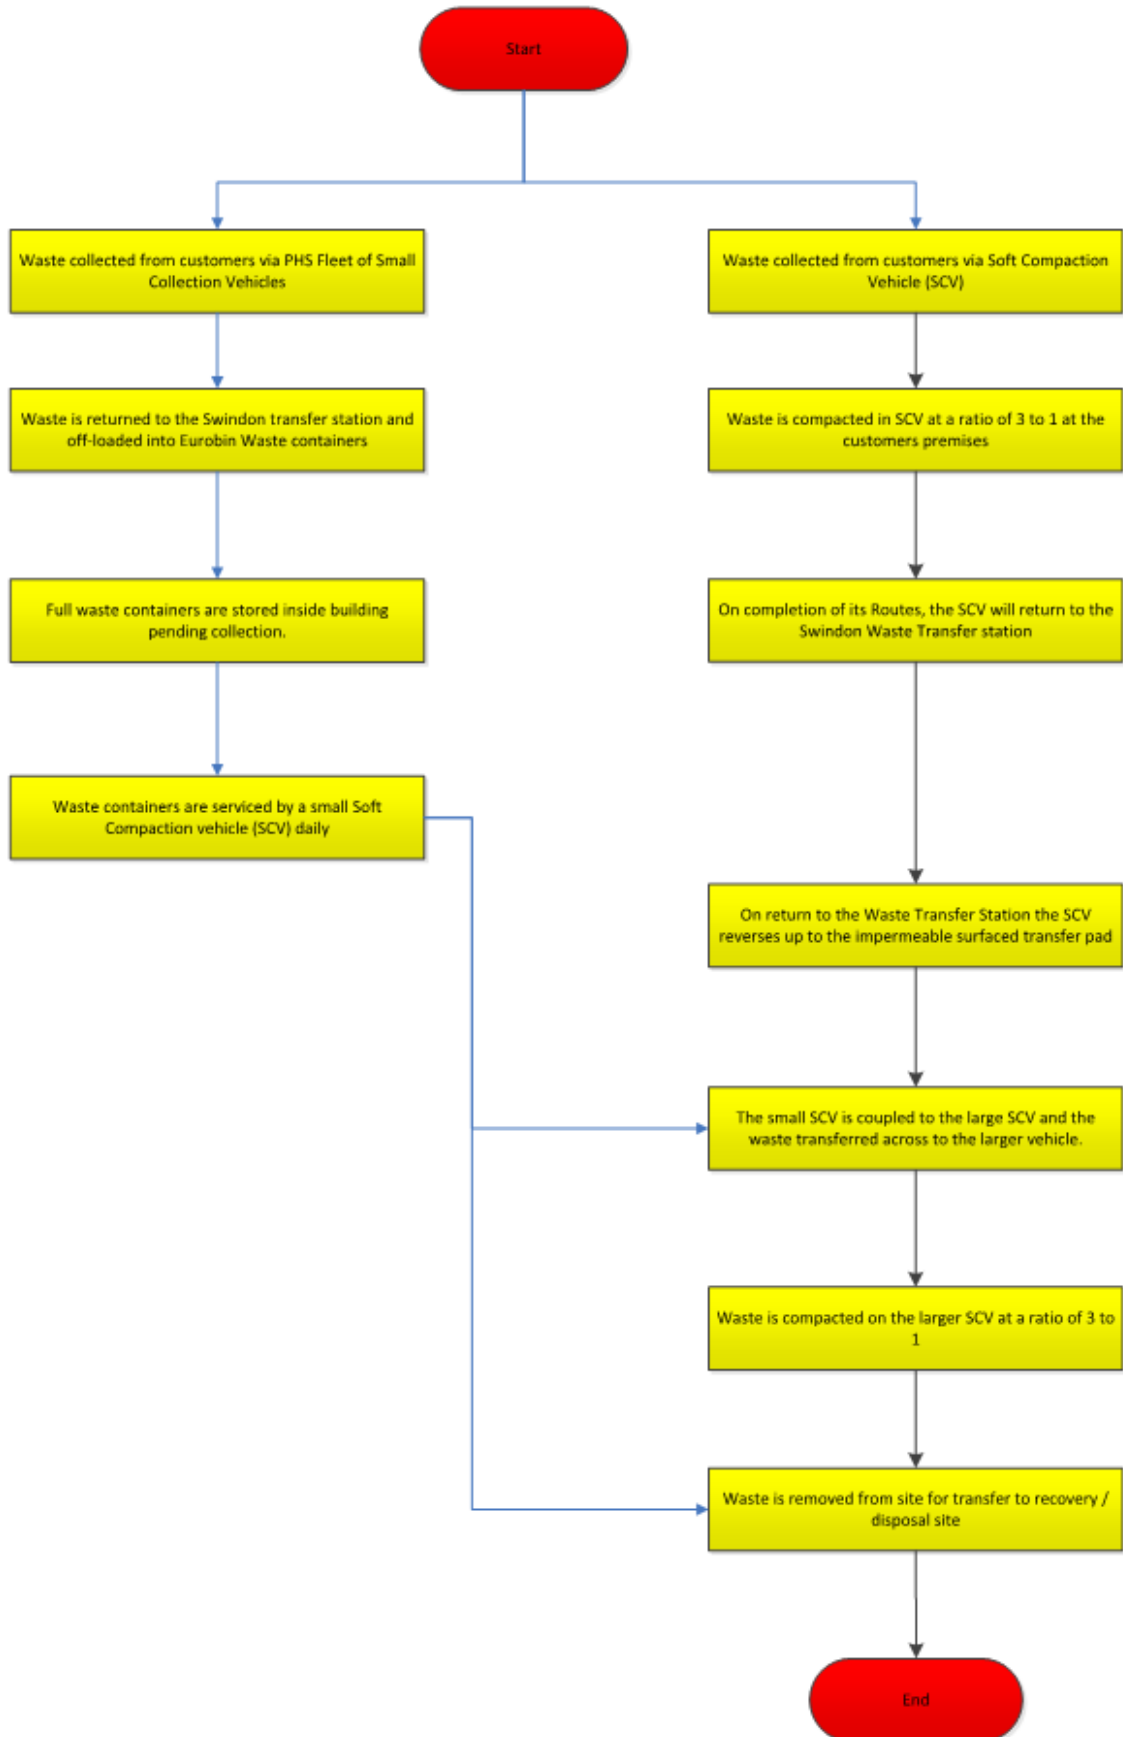 Start
Waste collected from customers via PHS Fleet of Small
Collection Vehicles
Waste is returned to the Swindon transfer station and
off-loaded into Eurobin Waste containers
Full waste containers are stored inside building
pending collection.
Waste containers are serviced by a small Soft
Compaction vehicle (SCV) daily
Waste collected from customers via Soft Compaction
Vehicle (SCV)
Waste is compacted in SCV at a ratio of 3 to 1 at the
customers premises
On completion of its Routes, the SCV will return to the
Swindon Waste Transfer station
On return to the Waste Transfer Station the SCV
reverses up to the impermeable surfaced transfer pad
The small SCV is coupled to the large SCV and the
waste transferred across to the larger vehicle.
Waste is compacted on the larger SCV at a ratio of 3 to
1
Waste is removed from site for transfer to recovery /
disposal site
End